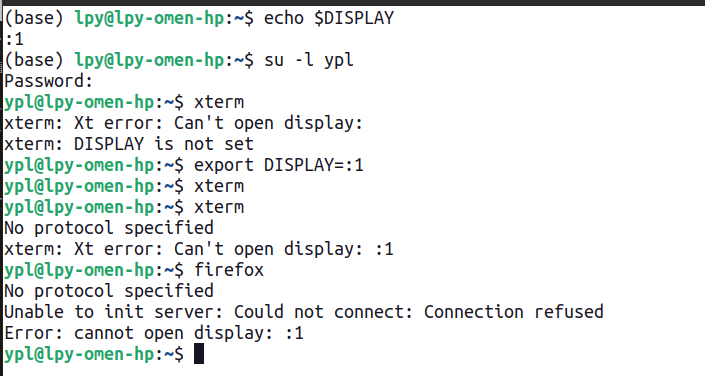 (base) lpy@lpy-omen-hp:~$ echo $DISPLAY
:1
(base) lpy@lpy-omen-hp:~$ su -l ypl
Password:
ypl@lpy-omen-hp:~$ xterm
xterm: Xt error: Can't open display:
xterm: DISPLAY is not set
ypl@lpy-omen-hp:~$ export DISPLAY=:1
ypl@lpy-omen-hp:~$ xterm
ypl@lpy-omen-hp:~$ xterm
No protocol specified
xterm: Xt error: Can't open display: :1
ypl@lpy-omen-hp:~$ firefox
No protocol specified
Unable to init server: Could not connect: Connection refused
Error: cannot open display: :1
ypl@lpy-omen-hp:~$